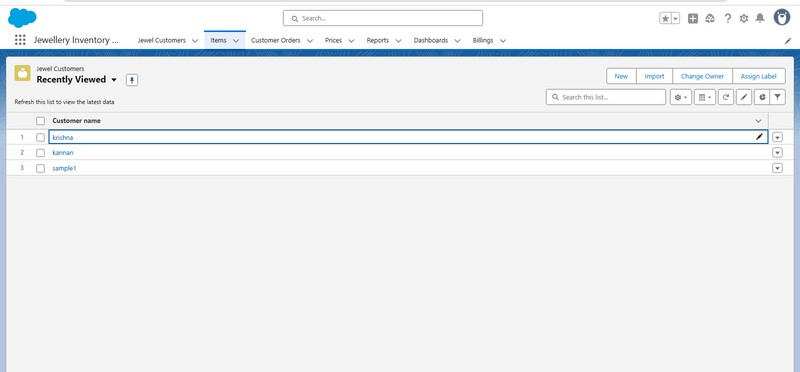 Search...
Jewellery Inventory ...
Jewel Customers
Items
Customer Orders
Prices
Reports
Dashboards
Billings
Jewel Customers
Recently Viewed
New
Import
Change Owner
Assign Label
Refresh this list to view the latest data
Search this list...
Customer name
1 krishna
2 kannan
3 sample1